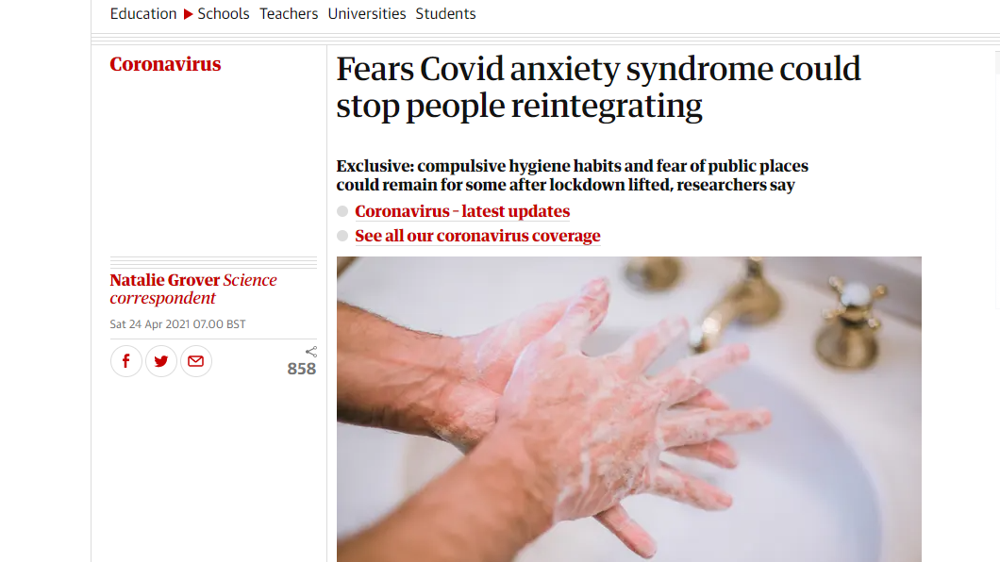 Education ▶ Schools Teachers Universities Students
Coronavirus
Fears Covid anxiety syndrome could
stop people reintegrating
Exclusive: compulsive hygiene habits and fear of public places
could remain for some after lockdown lifted, researchers say
Coronavirus – latest updates
See all our coronavirus coverage
Natalie Grover Science
correspondent
Sat 24 Apr 2021 07.00 BST
858